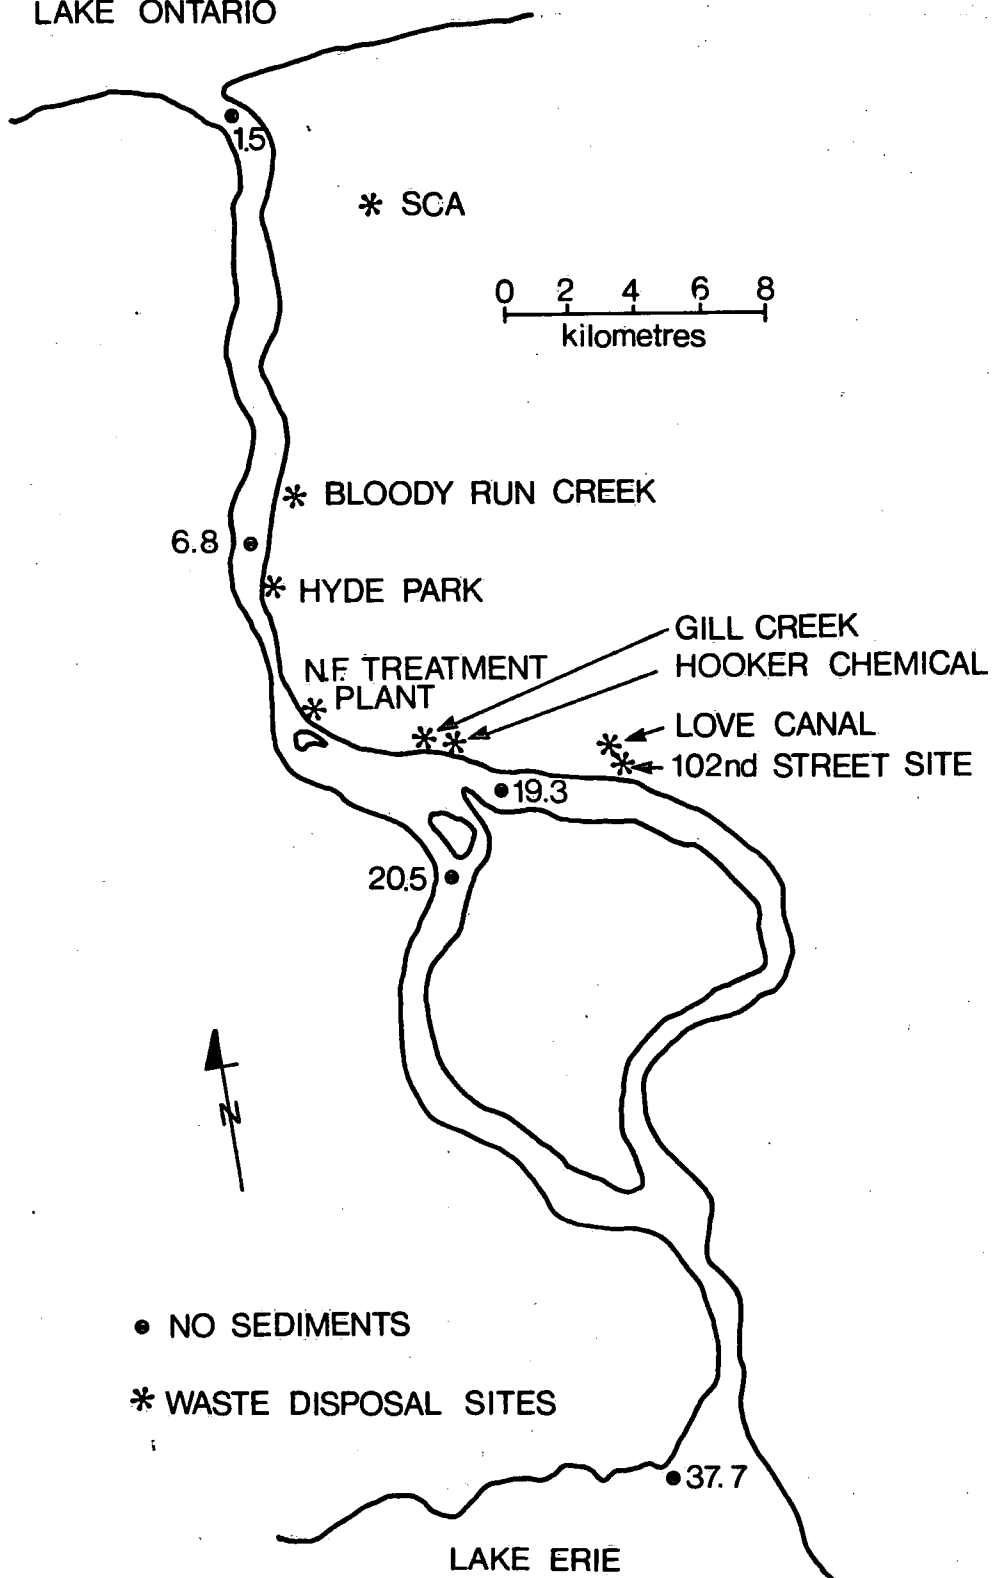 LAKE ONTARIO
1.5
* SCA
0 2 4 6 8
kilometres
* BLOODY RUN CREEK
6.8
* HYDE PARK
GILL CREEK
HOOKER CHEMICAL
N.F. TREATMENT
PLANT
LOVE CANAL
102nd STREET SITE
19.3
20.5
N
● NO SEDIMENTS
* WASTE DISPOSAL SITES
37.7
LAKE ERIE